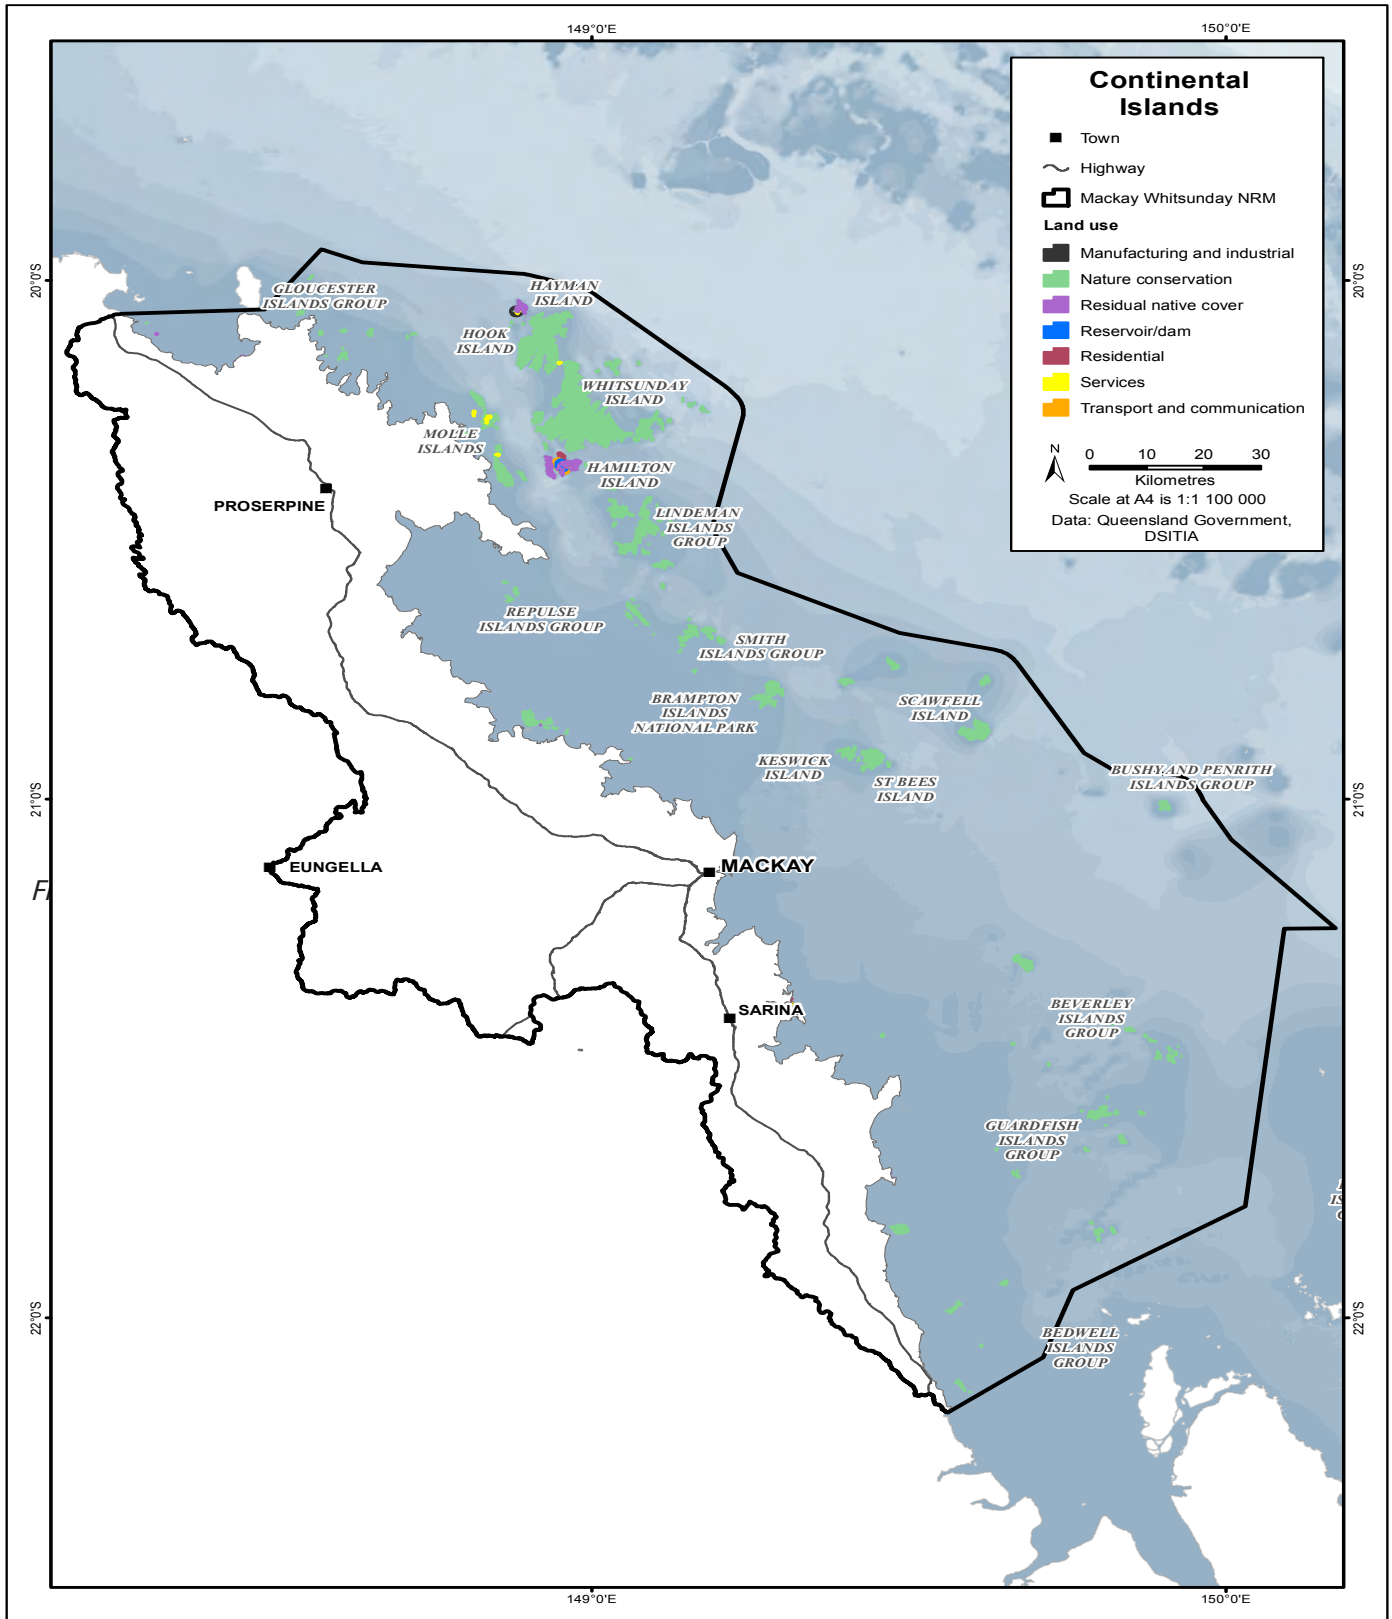 149°0'E
150°0'E
Continental
Islands
Town
Highway
Mackay Whitsunday NRM
Land use
Manufacturing and industrial
Nature conservation
Residual native cover
Reservoir/dam
Residential
Services
Transport and communication
N
0 10 20 30
Kilometres
Scale at A4 is 1:1 100 000
Data: Queensland Government,
DSITIA
20°0'S
20°0'S
GLOUCESTER
ISLANDS GROUP
HAYMAN
ISLAND
HOOK
ISLAND
WHITSUNDAY
ISLAND
MOLLE
ISLANDS
HAMILTON
ISLAND
PROSERPINE
LINDEMAN
ISLANDS
GROUP
REPULSE
ISLANDS GROUP
SMITH
ISLANDS GROUP
BRAMPTON
ISLANDS
NATIONAL PARK
SCAWFELL
ISLAND
KESWICK
ISLAND
ST BEES
ISLAND
BUSHY AND PENRITH
ISLANDS GROUP
21°0'S
21°0'S
EUNGELLA
MACKAY
SARINA
BEVERLEY
ISLANDS
GROUP
GUARDFISH
ISLANDS
GROUP
22°0'S
22°0'S
BEDWELL
ISLANDS
GROUP
149°0'E
150°0'E